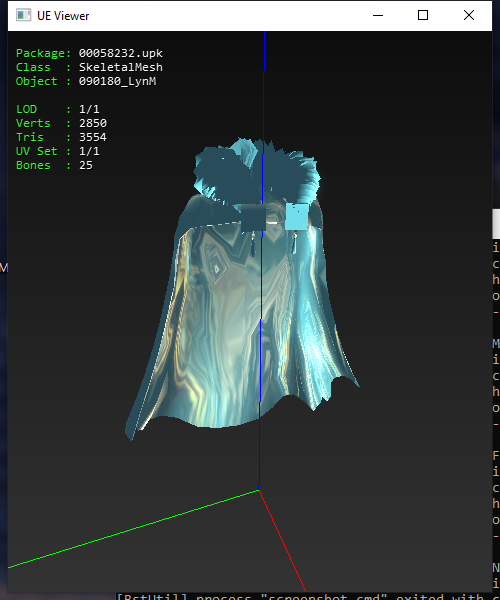 UE Viewer
Package: 00058232.upk
Class : SkeletalMesh
Object : 090180_LynM
LOD : 1/1
Verts : 2850
Tris : 3554
UV Set : 1/1
Bones : 25
M
i
c
h
o
-
M
i
c
h
o
-
F
i
c
h
o
-
N
i
[BstUtil] process "screenshot.cmd" exited with c